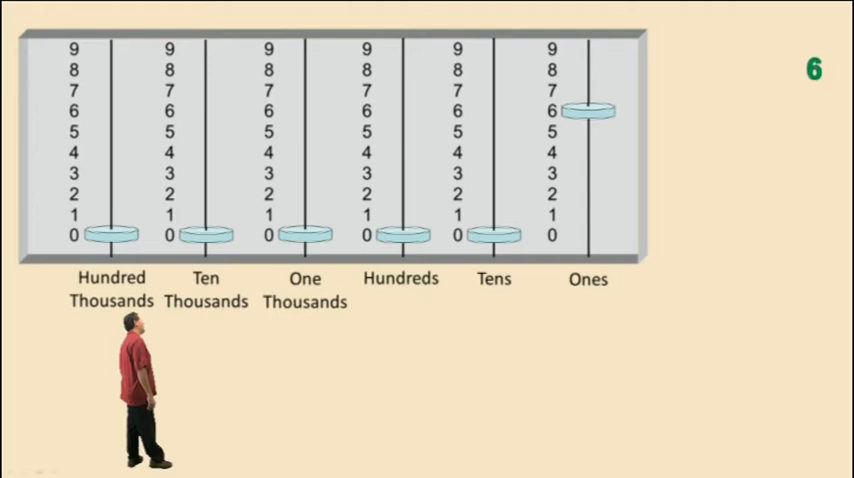 9 9 9 9 9 9
8 8 8 8 8 8
7 7 7 7 7 7
6 6 6 6 6 6
5 5 5 5 5 5
4 4 4 4 4 4
3 3 3 3 3 3
2 2 2 2 2 2
1 1 1 1 1 1
0 0 0 0 0 0
Hundred
Thousands
Ten
Thousands
One
Thousands
Hundreds
Tens
Ones
6